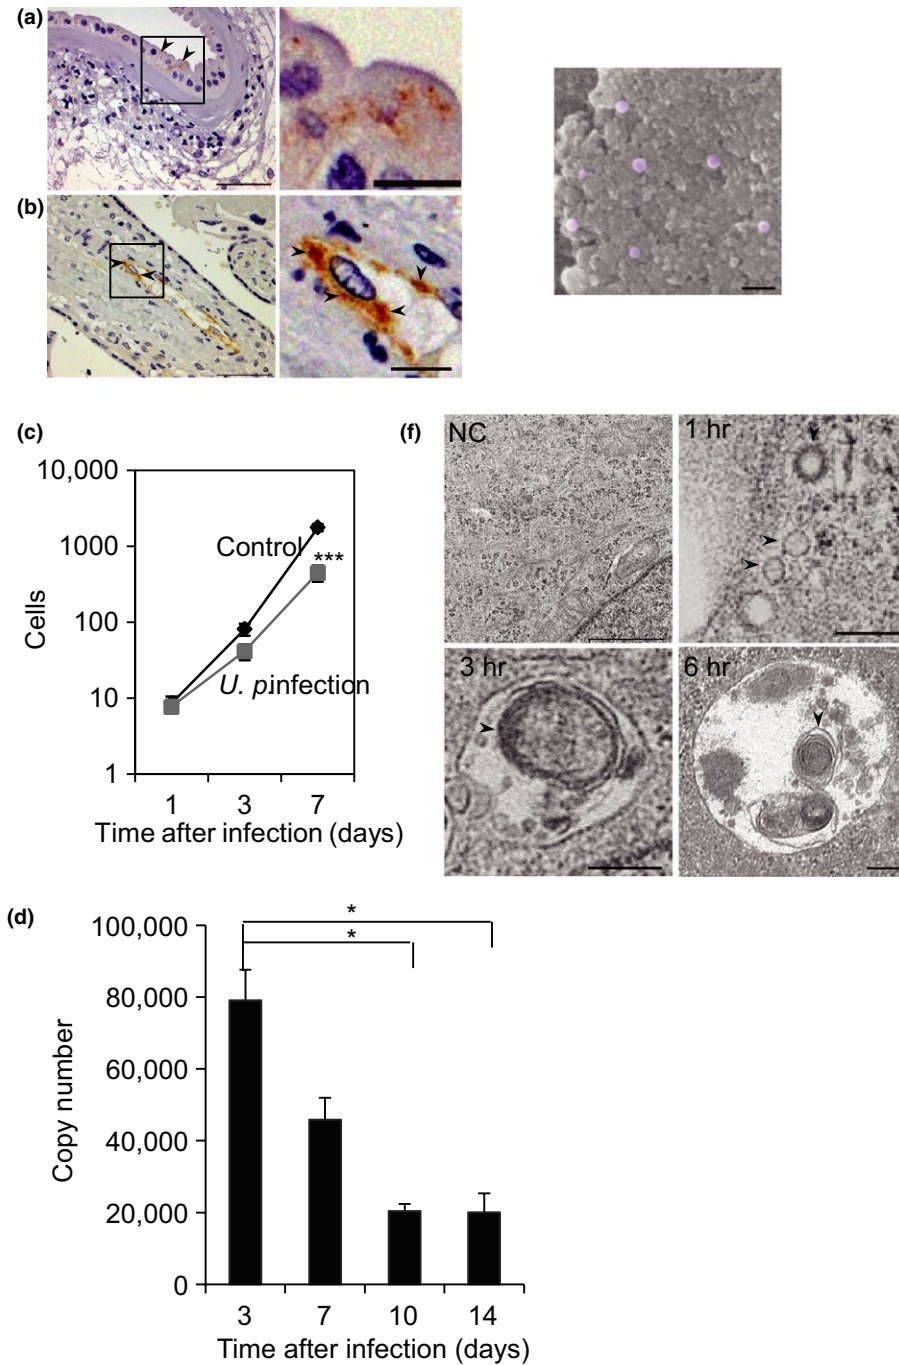 (a)
(b)
(c)
10,000
1000
100
10
1
Cells
Control
***
U. pinfection
1 3 7
Time after infection (days)
(f)
NC
1 hr
3 hr
6 hr
(d)
100,000
80,000
60,000
40,000
20,000
0
Copy number
*
*
3 7 10 14
Time after infection (days)